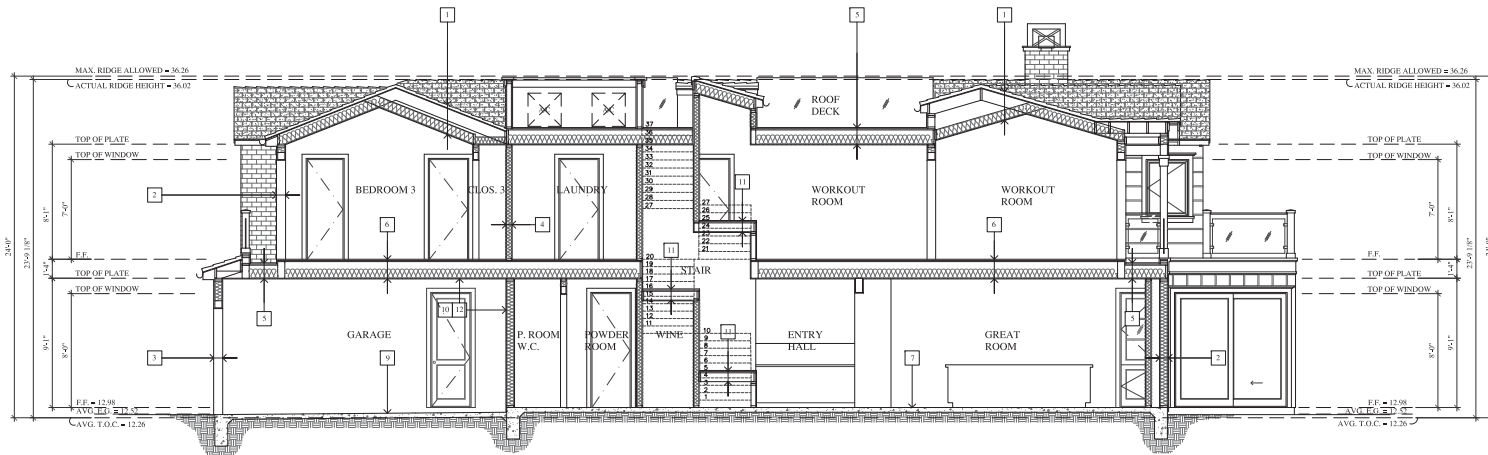 1
5
1
MAX. RIDGE ALLOWED = 36.26
ACTUAL RIDGE HEIGHT = 36.02
MAX. RIDGE ALLOWED = 36.26
ACTUAL RIDGE HEIGHT = 36.02
ROOF
DECK
TOP OF PLATE
TOP OF WINDOW
TOP OF PLATE
TOP OF WINDOW
37
36
35
34
33
32
31
30
29
28
27
2
BEDROOM 3
CLOS. 3
LAUNDRY
11
WORKOUT
ROOM
WORKOUT
ROOM
27
26
25
24
23
22
21
6
4
6
11
24'-0"
23'-9 1/8"
8'-1"
7'-0"
7'-0"
8'-1"
23'-9 1/8"
F.F.
TOP OF PLATE
TOP OF WINDOW
1'-4"
20
19
18
17
16
15
14
13
12
11
STAIR
F.F.
TOP OF PLATE
TOP OF WINDOW
1'-4"
5
10
12
5
GARAGE
P. ROOM
W.C.
POWDER
ROOM
WINE
11
ENTRY
HALL
GREAT
ROOM
10
9
8
7
6
5
4
3
2
1
3
9
7
2
9'-1"
8'-0"
8'-0"
9'-1"
F.F. = 12.98
AVG. E.G. = 12.52
AVG. T.O.C. = 12.26
F.F. = 12.98
AVG. E.G. = 12.52
AVG. T.O.C. = 12.26